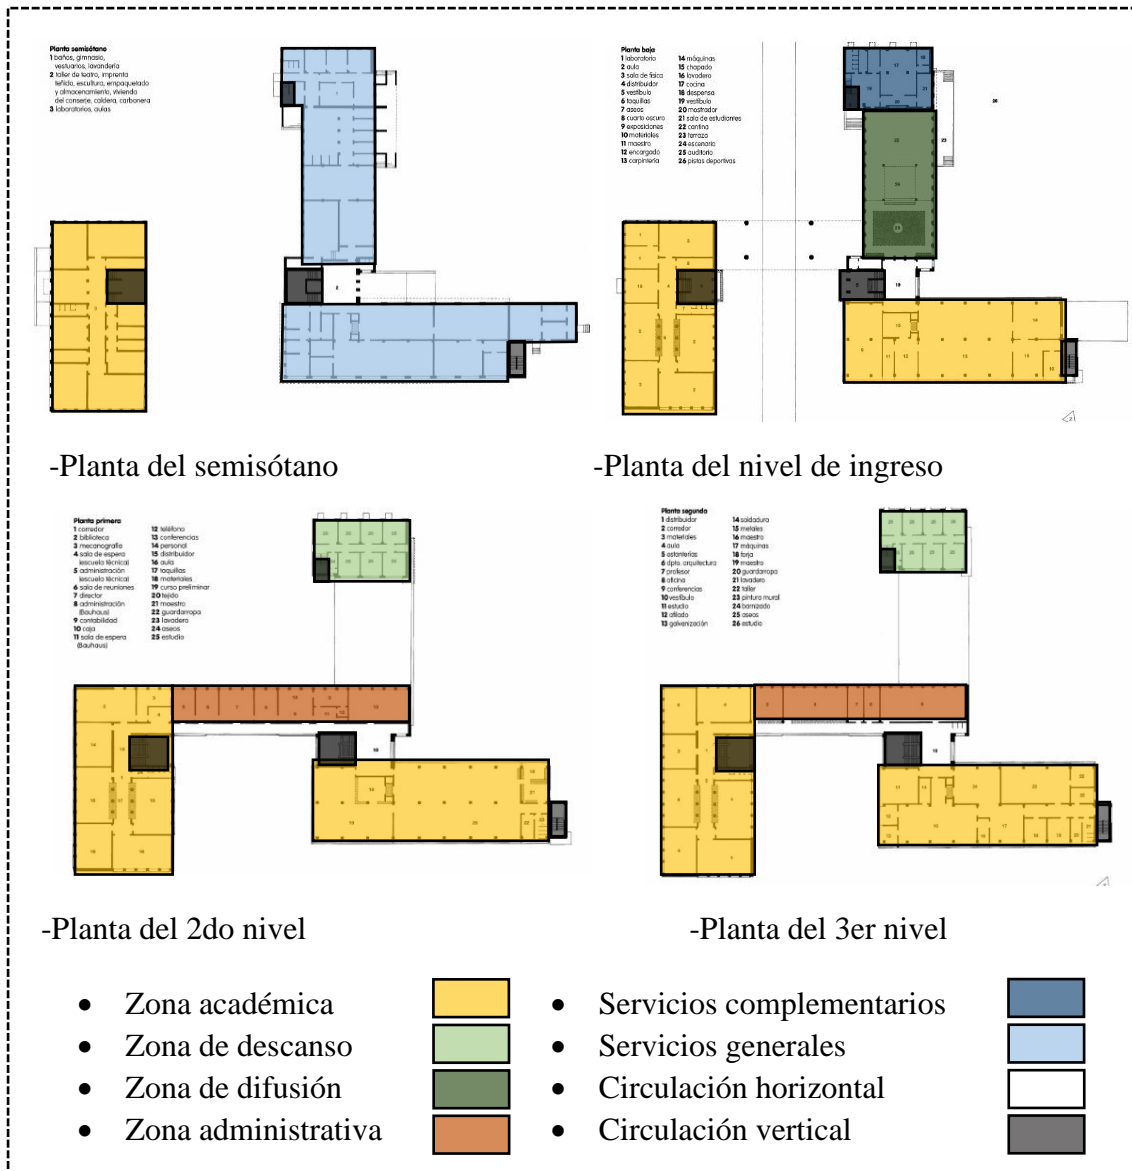 Planta semisótano
1 baños, gimnasio,
vestuarios, lavandería
2 taller de teatro, imprenta
teñido, escultura, empaquetado
y almacenamiento, vivienda
del conserje, caldera, carbonera
3 laboratorios, aulas
Planta baja
1 laboratorio
2 aula
3 sala de física
4 distribuidor
5 vestíbulo
6 taquillas
7 aseos
8 cuarto oscuro
9 exposiciones
10 materiales
11 maestro
12 encargado
13 carpintería
14 máquinas
15 chapado
16 lavadero
17 cocina
18 despensa
19 vestíbulo
20 mostrador
21 sala de estudiantes
22 cantina
23 terraza
24 escenario
25 auditorio
26 pistas deportivas
-Planta del semisótano
-Planta del nivel de ingreso
Planta primera
1 corredor
2 biblioteca
3 mecanografía
4 sala de espera
(escuela técnica)
5 administración
(escuela técnica)
6 sala de reuniones
7 director
8 administración
(Bauhaus)
9 contabilidad
10 caja
11 sala de espera
(Bauhaus)
12 teléfono
13 conferencias
14 personal
15 distribuidor
16 aula
17 taquillas
18 materiales
19 curso preliminar
20 tejido
21 maestro
22 guardarropa
23 lavadero
24 aseos
25 estudio
Planta segunda
1 distribuidor
2 corredor
3 materiales
4 aula
5 estanterías
6 dpto. arquitectura
7 profesor
8 oficina
9 conferencias
10 vestíbulo
11 estudio
12 afilado
13 galvanización
14 soldadura
15 metales
16 maestro
17 máquinas
18 forja
19 maestro
20 guardarropa
21 lavadero
22 taller
23 pintura mural
24 barnizado
25 aseos
26 estudio
-Planta del 2do nivel
-Planta del 3er nivel
• Zona académica
• Zona de descanso
• Zona de difusión
• Zona administrativa
• Servicios complementarios
• Servicios generales
• Circulación horizontal
• Circulación vertical